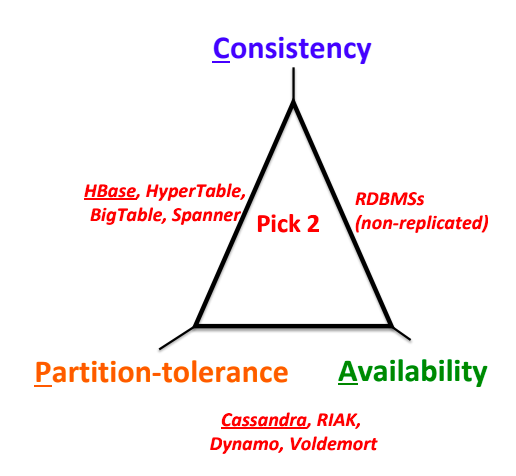 Consistency
HBase, HyperTable,
BigTable, Spanner
RDBMSs
(non-replicated)
Pick 2
Partition-tolerance
Availability
Cassandra, RIAK,
Dynamo, Voldemort